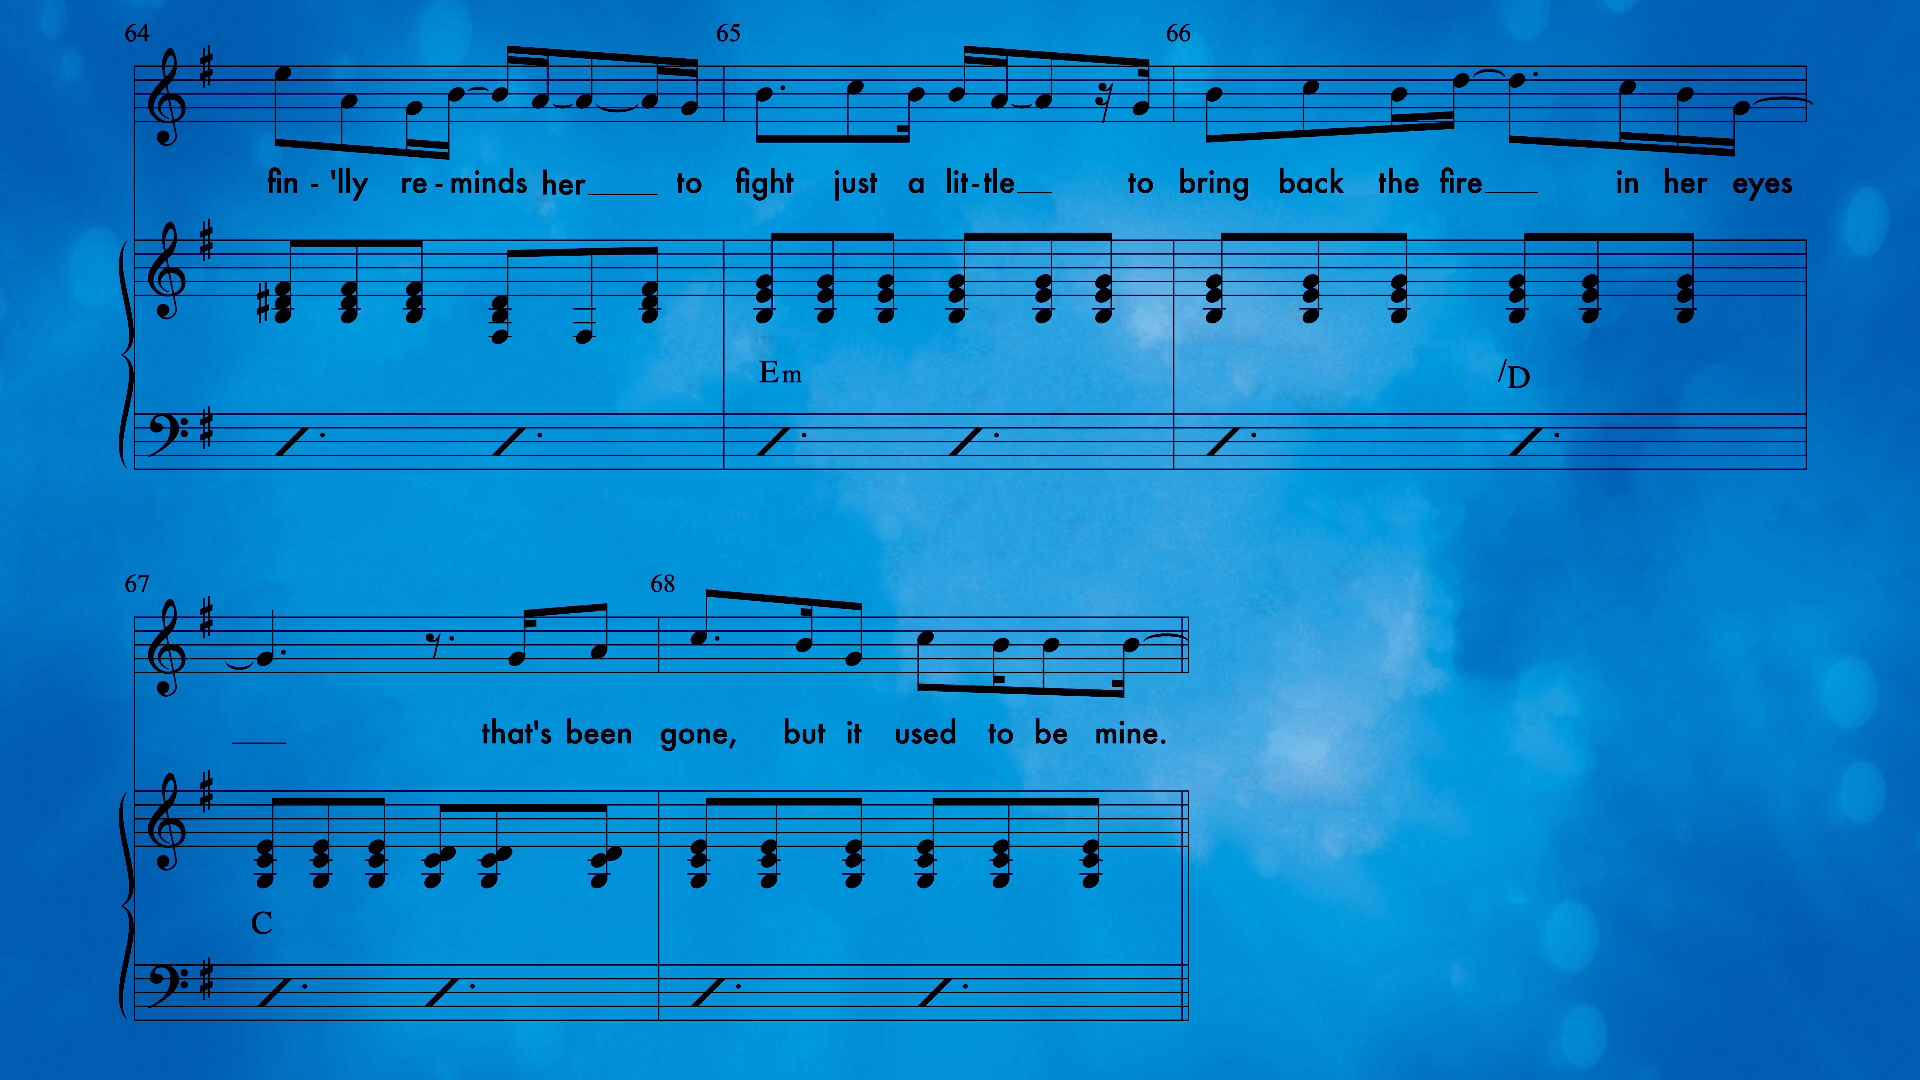 64 65 66
fin - 'lly re - minds her to fight just a lit-tle to bring back the fire in her eyes
Em /D
67 68
that's been gone, but it used to be mine.
C